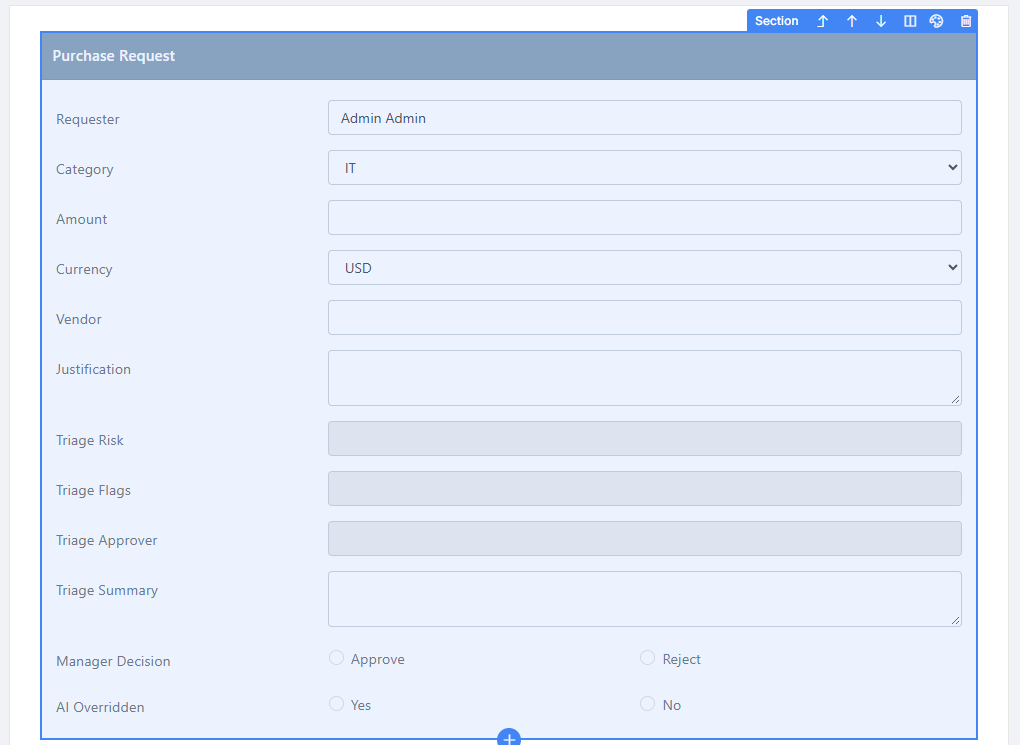 Section
Purchase Request
Requester Admin Admin
Category IT
Amount
Currency USD
Vendor
Justification
Triage Risk
Triage Flags
Triage Approver
Triage Summary
Manager Decision Approve Reject
AI Overridden Yes No